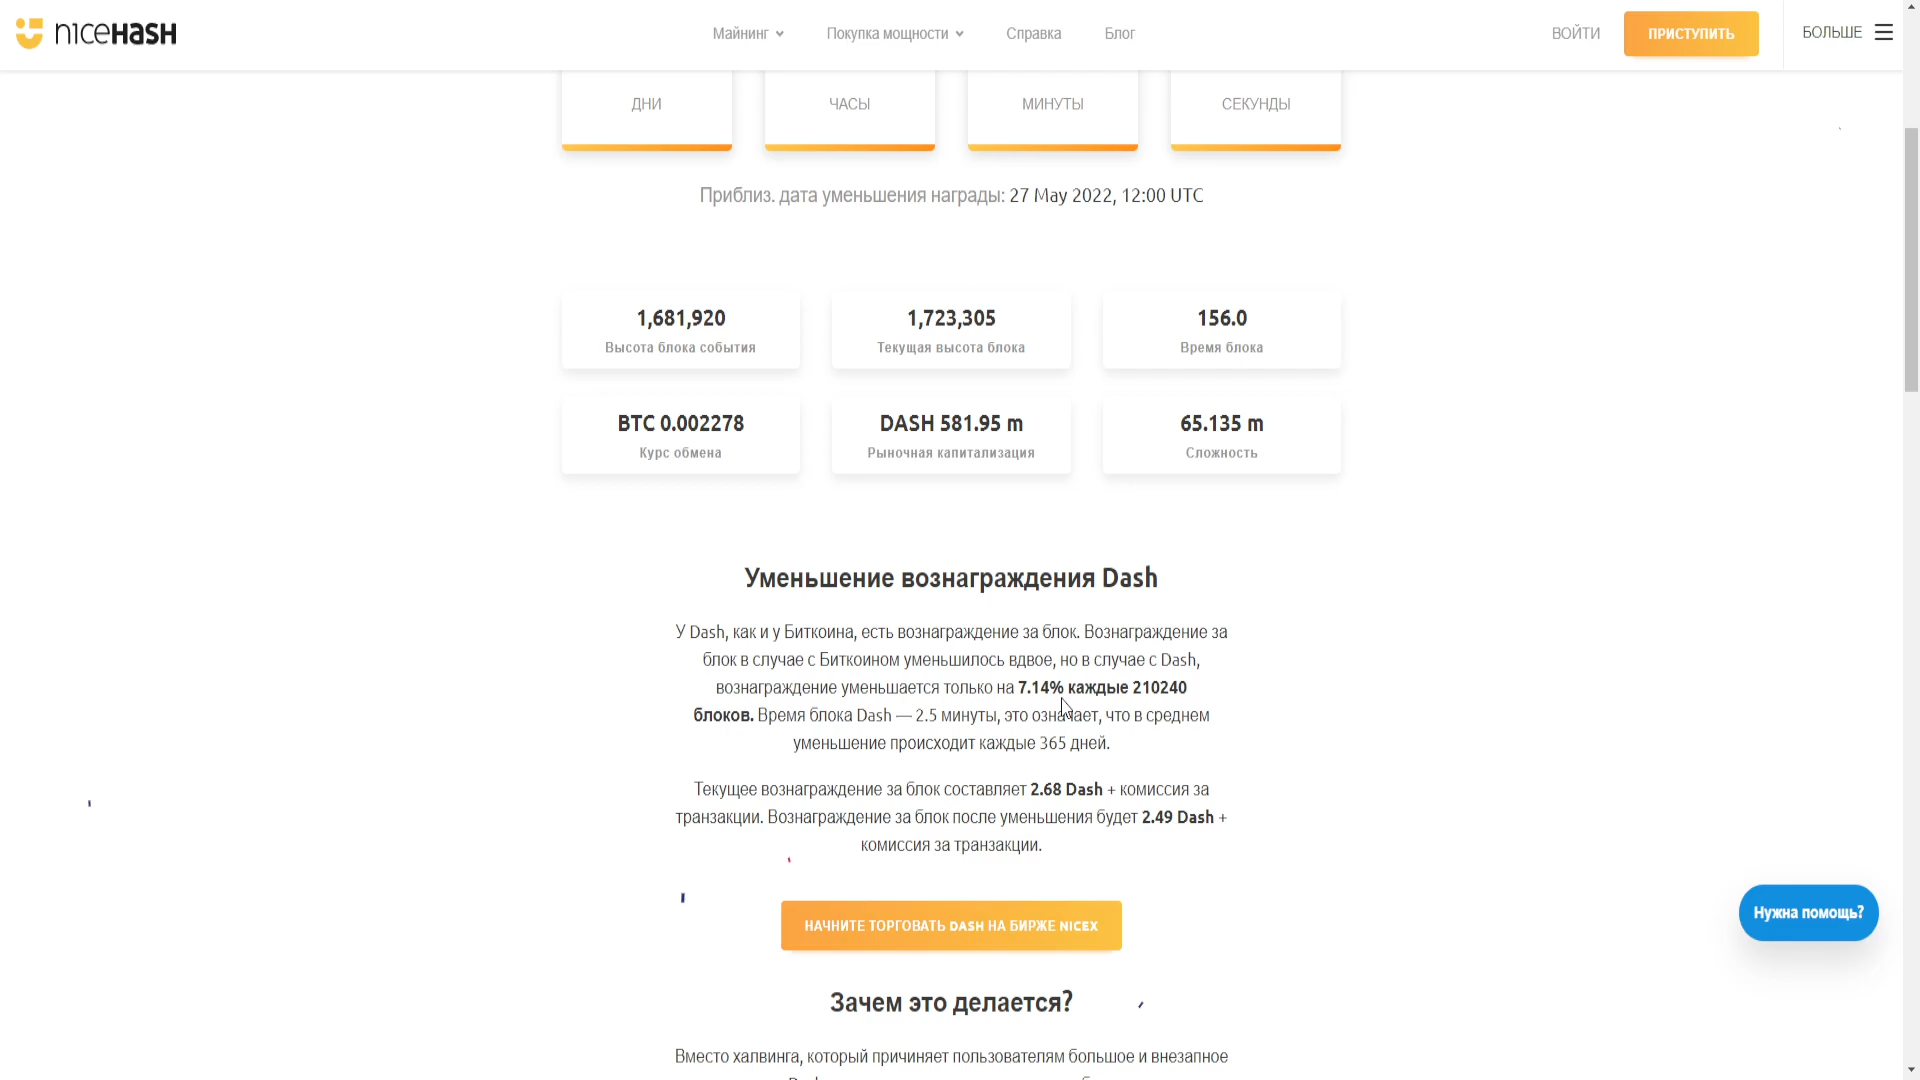 nıceHASH
Майнинг
Покупка мощности
Справка
Блог
ВОЙТИ
ПРИСТУПИТЬ
БОЛЬШЕ
ДНИ
ЧАСЫ
МИНУТЫ
СЕКУНДЫ
Приблиз. дата уменьшения награды: 27 May 2022, 12:00 UTC
1,681,920
Высота блока события
1,723,305
Текущая высота блока
156.0
Время блока
BTC 0.002278
Курс обмена
DASH 581.95 m
Рыночная капитализация
65.135 m
Сложность
Уменьшение вознаграждения Dash
У Dash, как и у Биткоина, есть вознаграждение за блок. Вознаграждение за
блок в случае с Биткоином уменьшилось вдвое, но в случае с Dash,
вознаграждение уменьшается только на 7.14% каждые 210240
блоков. Время блока Dash — 2.5 минуты, это означает, что в среднем
уменьшение происходит каждые 365 дней.
Текущее вознаграждение за блок составляет 2.68 Dash + комиссия за
транзакции. Вознаграждение за блок после уменьшения будет 2.49 Dash +
комиссия за транзакции.
НАЧНИТЕ ТОРГОВАТЬ DASH НА БИРЖЕ NICEX
Нужна помощь?
Зачем это делается?
Вместо халвинга, который причиняет пользователям большое и внезапное